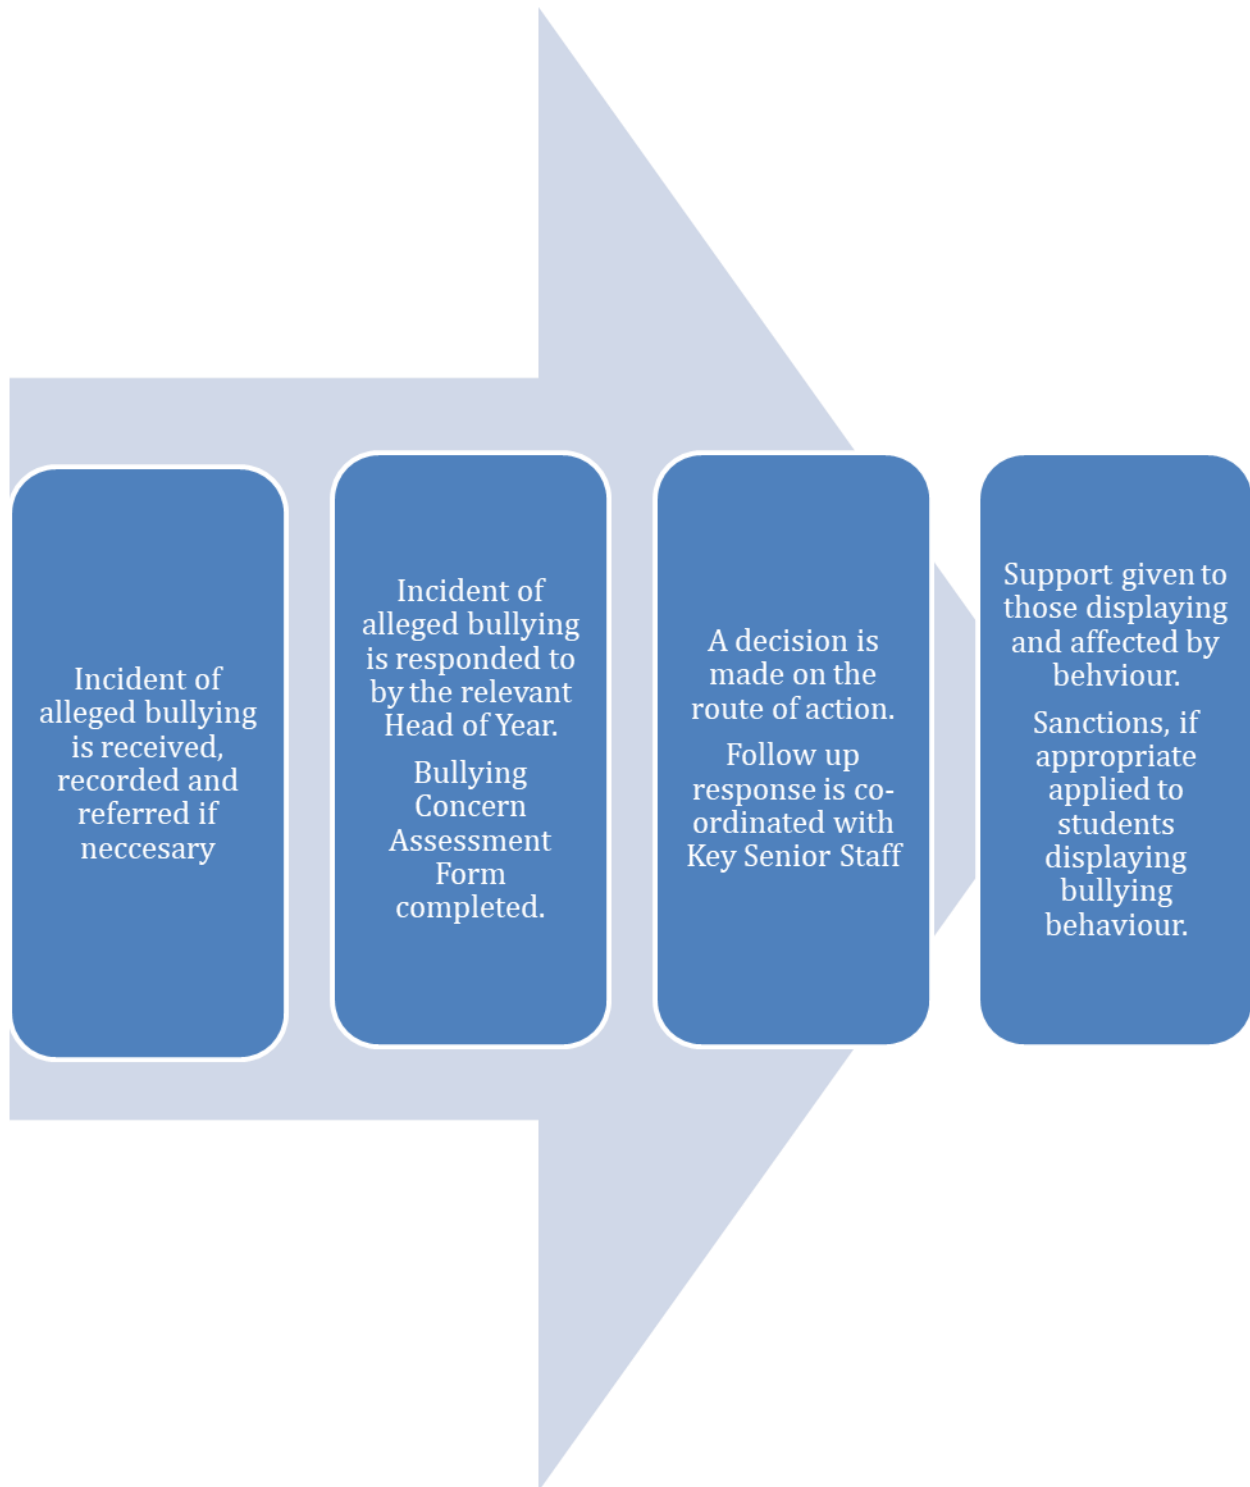 Incident of
alleged bullying
is received,
recorded and
referred if
neccesary
Incident of
alleged bullying
is responded to
by the relevant
Head of Year.
Bullying
Concern
Assessment
Form
completed.
A decision is
made on the
route of action.
Follow up
response is co-
ordinated with
Key Senior Staff
Support given to
those displaying
and affected by
behviour.
Sanctions, if
appropriate
applied to
students
displaying
bullying
behaviour.